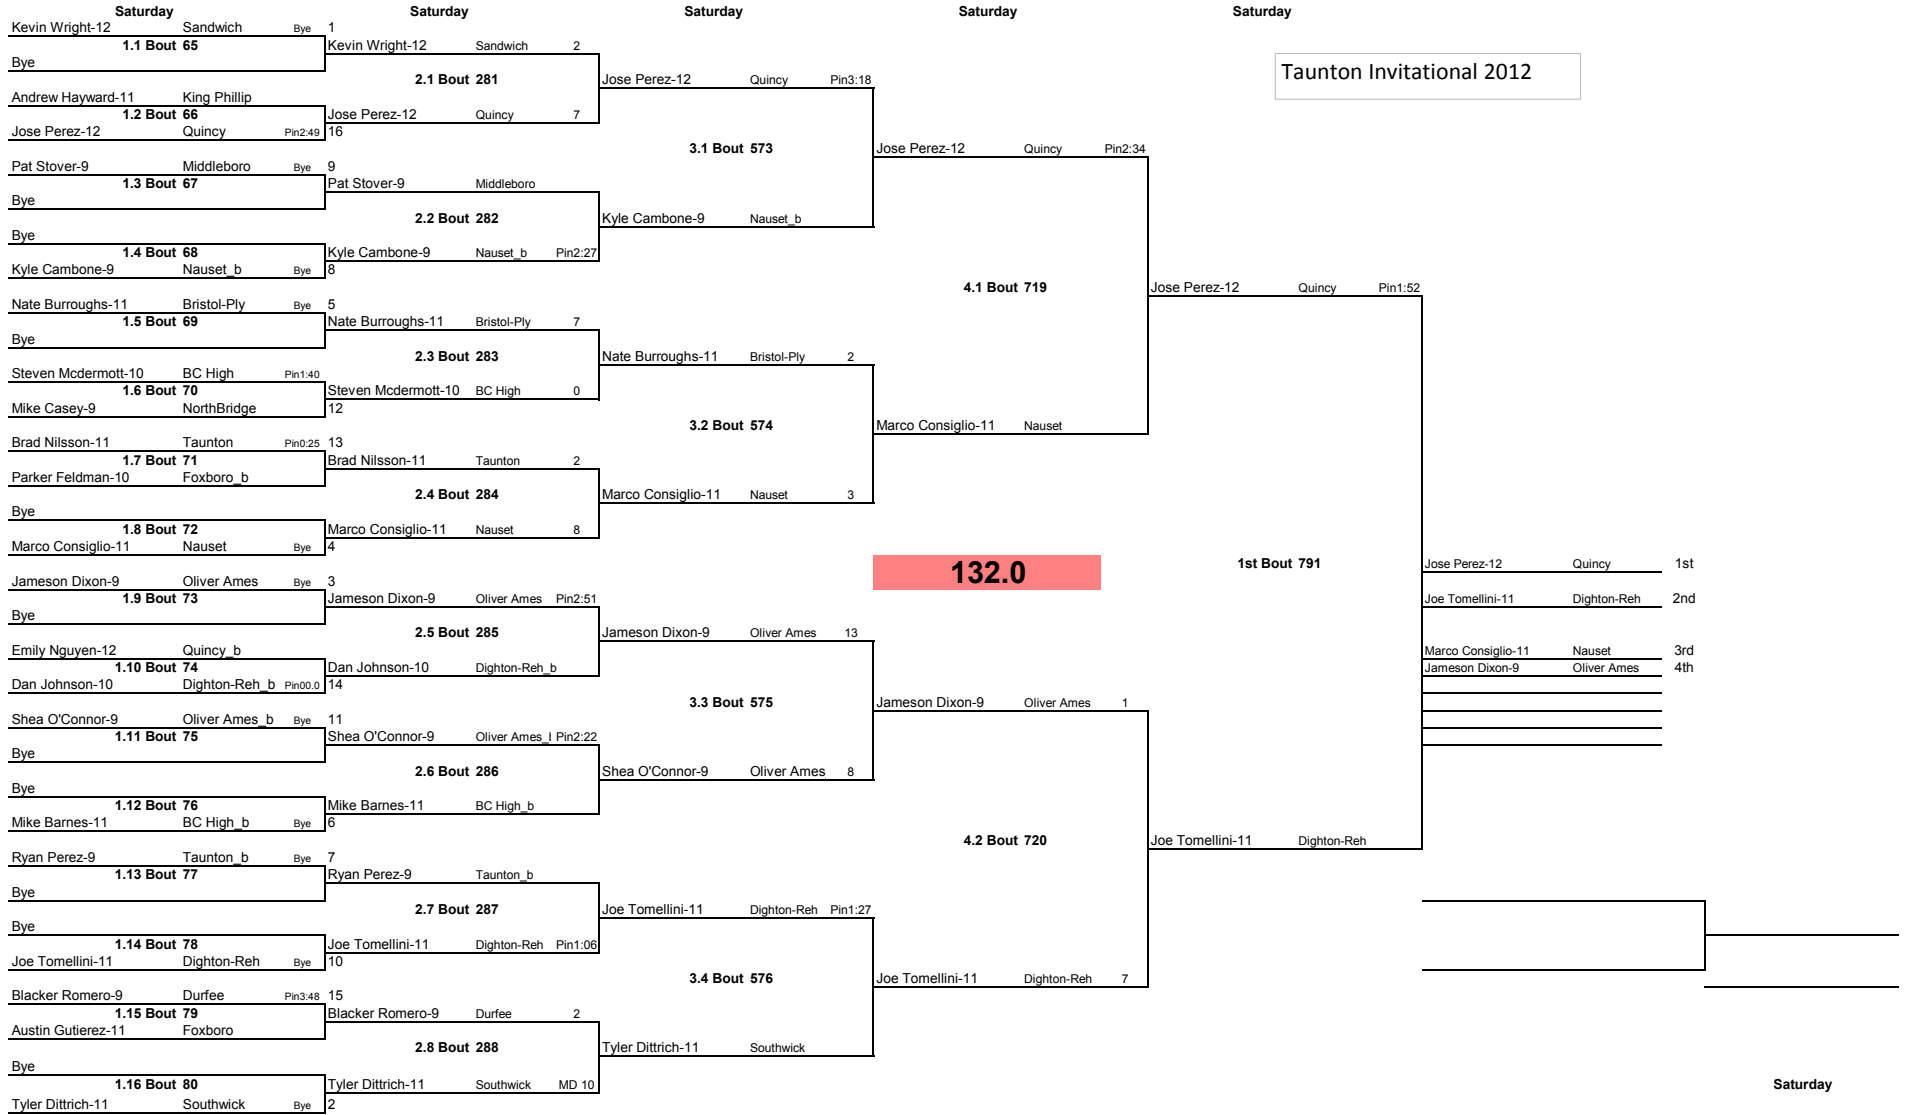 Saturday Saturday Saturday Saturday Saturday
Taunton Invitational 2012
Kevin Wright-12 Sandwich Bye 1
1.1 Bout 65
Bye
Andrew Hayward-11 King Phillip
1.2 Bout 66
Jose Perez-12 Quincy Pin2:49 16
Pat Stover-9 Middleboro Bye 9
1.3 Bout 67
Bye
Bye
1.4 Bout 68
Kyle Cambone-9 Nauset_b Bye 8
Nate Burroughs-11 Bristol-Ply Bye 5
1.5 Bout 69
Bye
Steven Mcdermott-10 BC High Pin1:40
1.6 Bout 70
Mike Casey-9 NorthBridge 12
Brad Nilsson-11 Taunton Pin0:25 13
1.7 Bout 71
Parker Feldman-10 Foxboro_b
Bye
1.8 Bout 72
Marco Consiglio-11 Nauset Bye 4
Jameson Dixon-9 Oliver Ames Bye 3
1.9 Bout 73
Bye
Emily Nguyen-12 Quincy_b
1.10 Bout 74
Dan Johnson-10 Dighton-Reh_b Pin00.0 14
Shea O'Connor-9 Oliver Ames_b Bye 11
1.11 Bout 75
Bye
Bye
1.12 Bout 76
Mike Barnes-11 BC High_b Bye 6
Ryan Perez-9 Taunton_b Bye 7
1.13 Bout 77
Bye
Bye
1.14 Bout 78
Joe Tomellini-11 Dighton-Reh Bye 10
Blacker Romero-9 Durfee Pin3:48 15
1.15 Bout 79
Austin Gutierez-11 Foxboro
Bye
1.16 Bout 80
Tyler Dittrich-11 Southwick Bye 2
Kevin Wright-12 Sandwich 2
2.1 Bout 281
Jose Perez-12 Quincy 7
Pat Stover-9 Middleboro
2.2 Bout 282
Kyle Cambone-9 Nauset_b Pin2:27
Nate Burroughs-11 Bristol-Ply 7
2.3 Bout 283
Steven Mcdermott-10 BC High 0
Brad Nilsson-11 Taunton 2
2.4 Bout 284
Marco Consiglio-11 Nauset 8
Jameson Dixon-9 Oliver Ames Pin2:51
2.5 Bout 285
Dan Johnson-10 Dighton-Reh_b
Shea O'Connor-9 Oliver Ames_ Pin2:22
2.6 Bout 286
Mike Barnes-11 BC High_b
Ryan Perez-9 Taunton_b
2.7 Bout 287
Joe Tomellini-11 Dighton-Reh Pin1:06
Blacker Romero-9 Durfee 2
2.8 Bout 288
Tyler Dittrich-11 Southwick MD 10
Jose Perez-12 Quincy Pin3:18
3.1 Bout 573
Kyle Cambone-9 Nauset_b
Nate Burroughs-11 Bristol-Ply 2
3.2 Bout 574
Marco Consiglio-11 Nauset 3
Jameson Dixon-9 Oliver Ames 13
3.3 Bout 575
Shea O'Connor-9 Oliver Ames 8
Joe Tomellini-11 Dighton-Reh Pin1:27
3.4 Bout 576
Tyler Dittrich-11 Southwick
Jose Perez-12 Quincy Pin2:34
4.1 Bout 719
Marco Consiglio-11 Nauset
132.0
Jameson Dixon-9 Oliver Ames 1
4.2 Bout 720
Joe Tomellini-11 Dighton-Reh 7
Jose Perez-12 Quincy Pin1:52
1st Bout 791
Joe Tomellini-11 Dighton-Reh
Jose Perez-12 Quincy 1st
Joe Tomellini-11 Dighton-Reh 2nd
Marco Consiglio-11 Nauset 3rd
Jameson Dixon-9 Oliver Ames 4th
Saturday